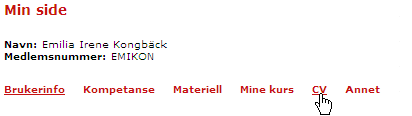 Min side
Navn: Emilia Irene Kongbäck
Medlemsnummer: EMIKON
Brukerinfo Kompetanse Materiell Mine kurs CV Annet